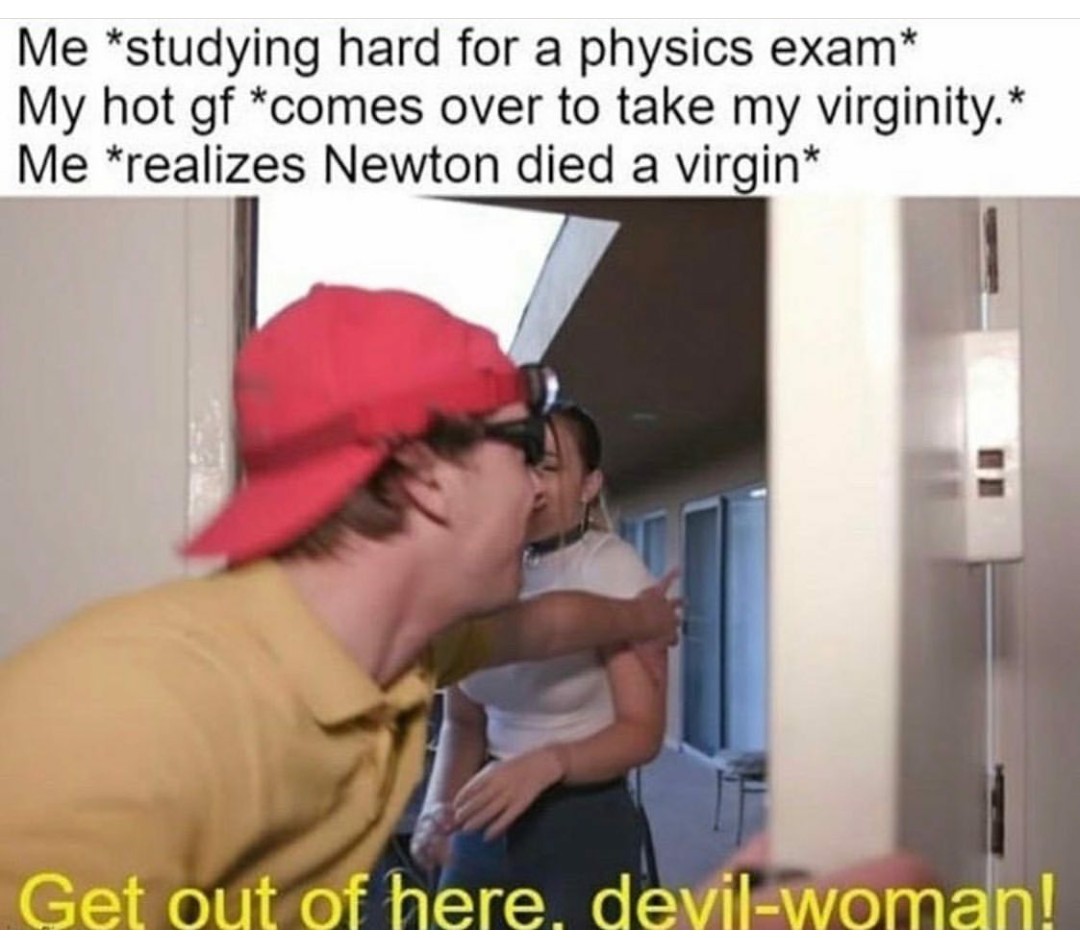 Me *studying hard for a physics exam*
My hot gf *comes over to take my virginity.*
Me *realizes Newton died a virgin*
Get out of here, devil-woman!